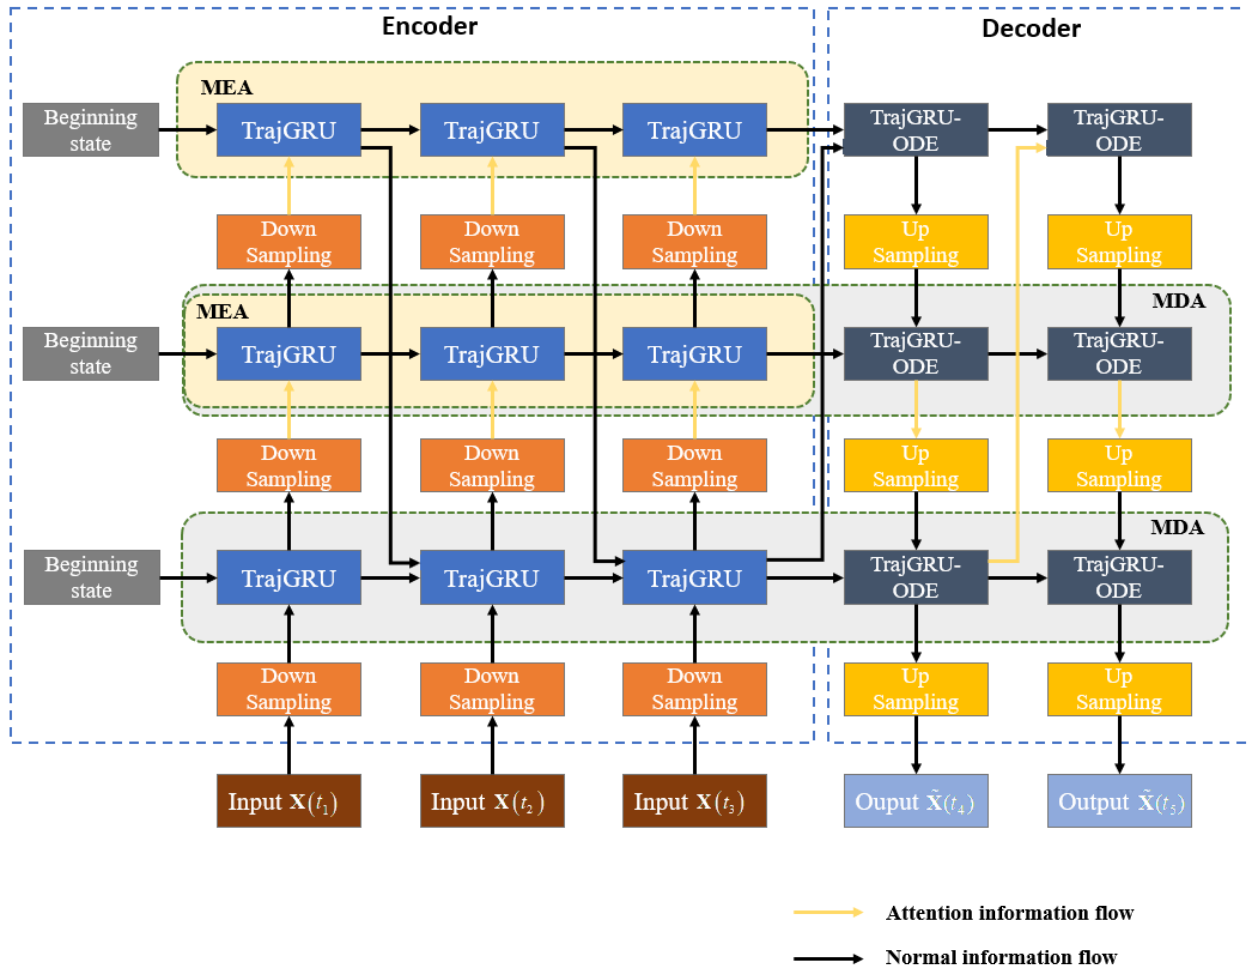 Encoder
Decoder
MEA
Beginning
state
TrajGRU
TrajGRU
TrajGRU
TrajGRU-
ODE
TrajGRU-
ODE
Down
Sampling
Down
Sampling
Down
Sampling
Up
Sampling
Up
Sampling
MEA
MDA
Beginning
state
TrajGRU
TrajGRU
TrajGRU
TrajGRU-
ODE
TrajGRU-
ODE
Down
Sampling
Down
Sampling
Down
Sampling
Up
Sampling
Up
Sampling
MDA
Beginning
state
TrajGRU
TrajGRU
TrajGRU
TrajGRU-
ODE
TrajGRU-
ODE
Down
Sampling
Down
Sampling
Down
Sampling
Up
Sampling
Up
Sampling
Input X(t₁)
Input X(t₂)
Input X(t₃)
Ouput X̃(t₄)
Output X̃(t₅)
Attention information flow
Normal information flow